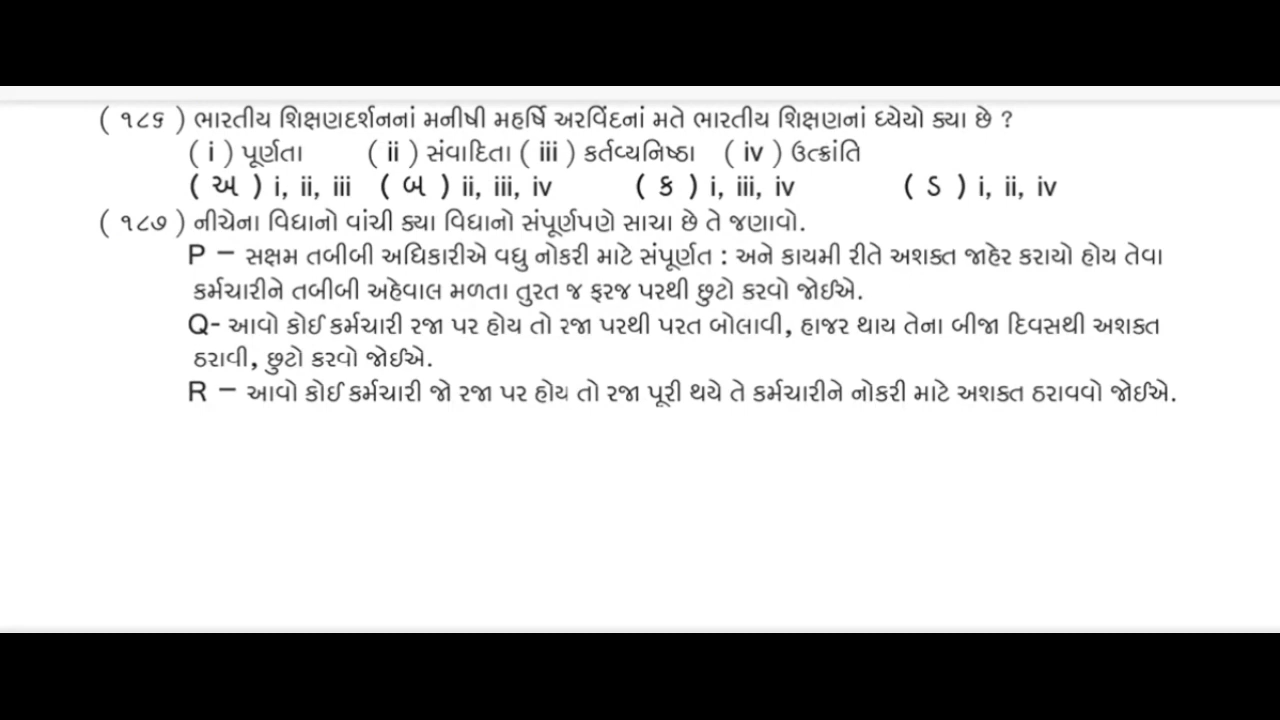 ( ૧૮૬ ) ભારતીય શિક્ષણદર્શનનાં મનીષી મહર્ષિ અરવિંદનાં મતે ભારતીય શિક્ષણનાં ધ્યેયો ક્યા છે ?
( i ) પૂર્ણતા ( ii ) સંવાદિતા ( iii ) કર્તવ્યનિષ્ઠા ( iv ) ઉત્ક્રાંતિ
( અ ) i, ii, iii ( બ ) ii, iii, iv ( ક ) i, iii, iv ( ડ ) i, ii, iv
( ૧૮૭ ) નીચેના વિધાનો વાંચી ક્યા વિધાનો સંપૂર્ણપણે સાચા છે તે જણાવો.
P – સક્ષમ તબીબી અધિકારીએ વધુ નોકરી માટે સંપૂર્ણત : અને કાયમી રીતે અશક્ત જાહેર કરાયો હોય તેવા
કર્મચારીને તબીબી અહેવાલ મળતા તુરત જ ફરજ પરથી છુટો કરવો જોઈએ.
Q- આવો કોઈ કર્મચારી રજા પર હોય તો રજા પરથી પરત બોલાવી, હાજર થાય તેના બીજા દિવસથી અશક્ત
ઠરાવી, છુટો કરવો જોઈએ.
R – આવો કોઈ કર્મચારી જો રજા પર હોય તો રજા પૂરી થયે તે કર્મચારીને નોકરી માટે અશક્ત ઠરાવવો જોઈએ.